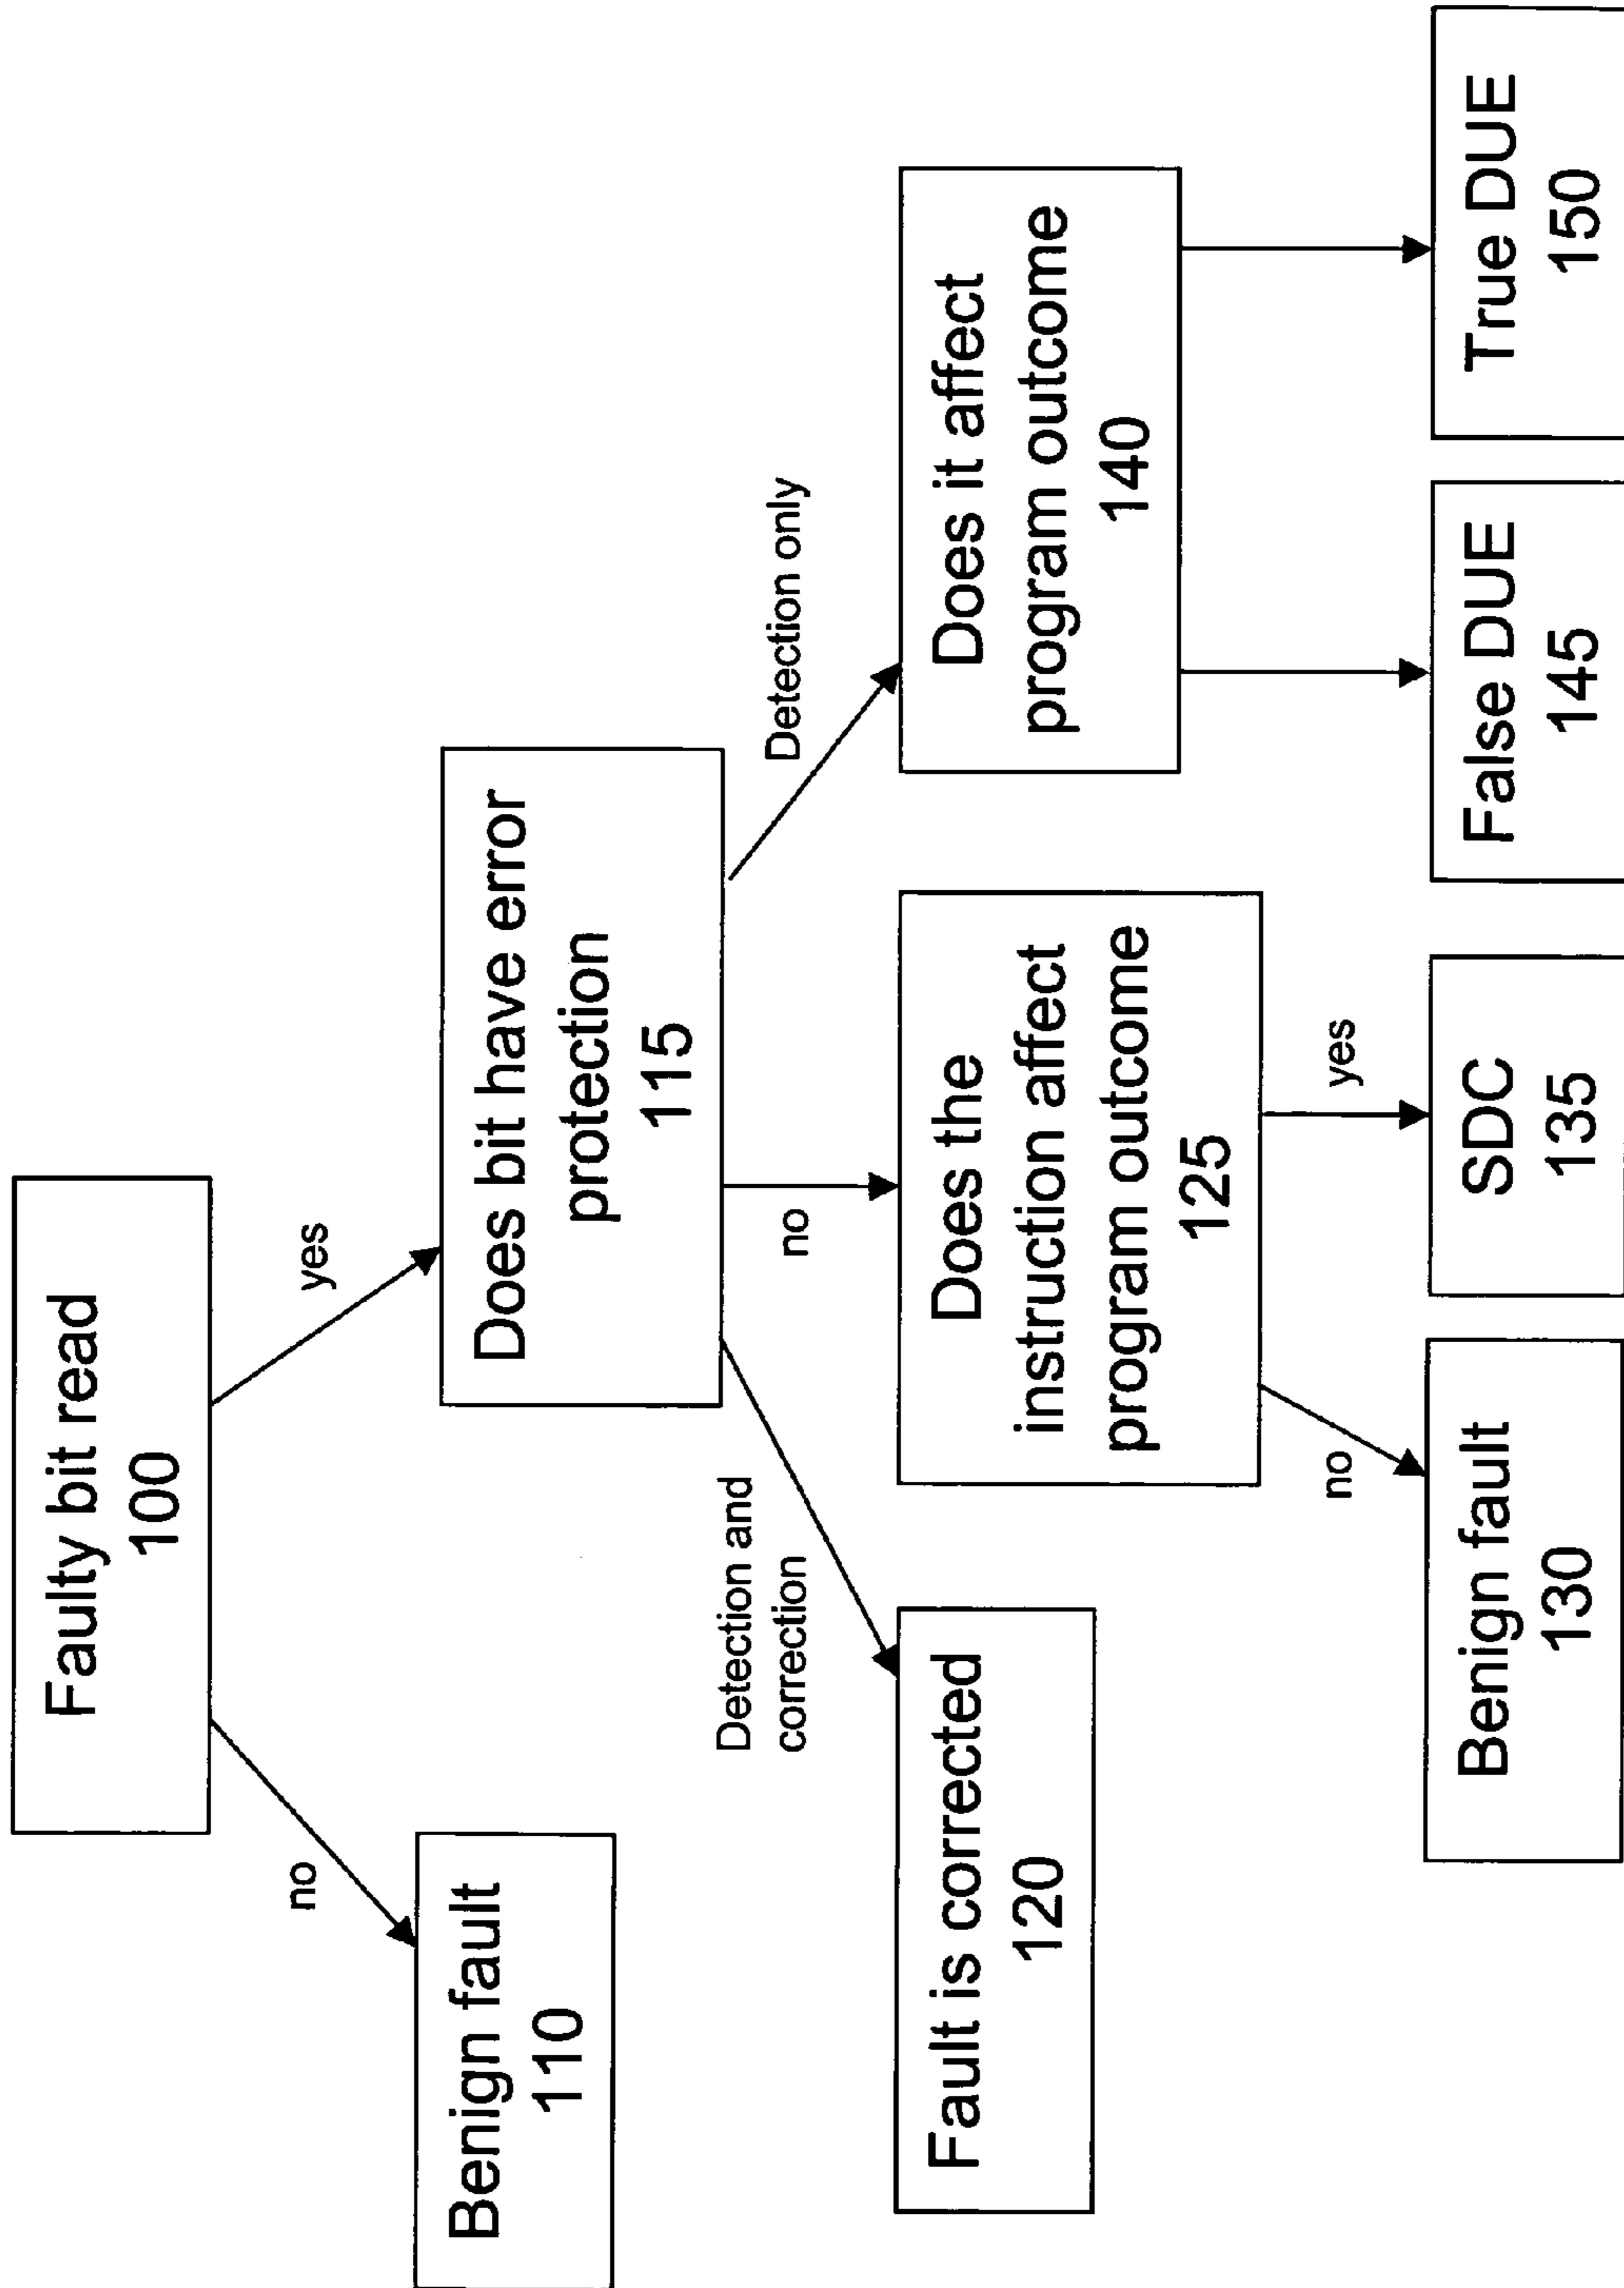 Faulty bit read
100
no
yes
Benign fault
110
Does bit have error
protection
115
Detection and
correction
no
Detection only
Fault is corrected
120
Does the
instruction affect
program outcome
125
Does it affect
program outcome
140
no
yes
Benign fault
130
SDC
135
False DUE
145
True DUE
150